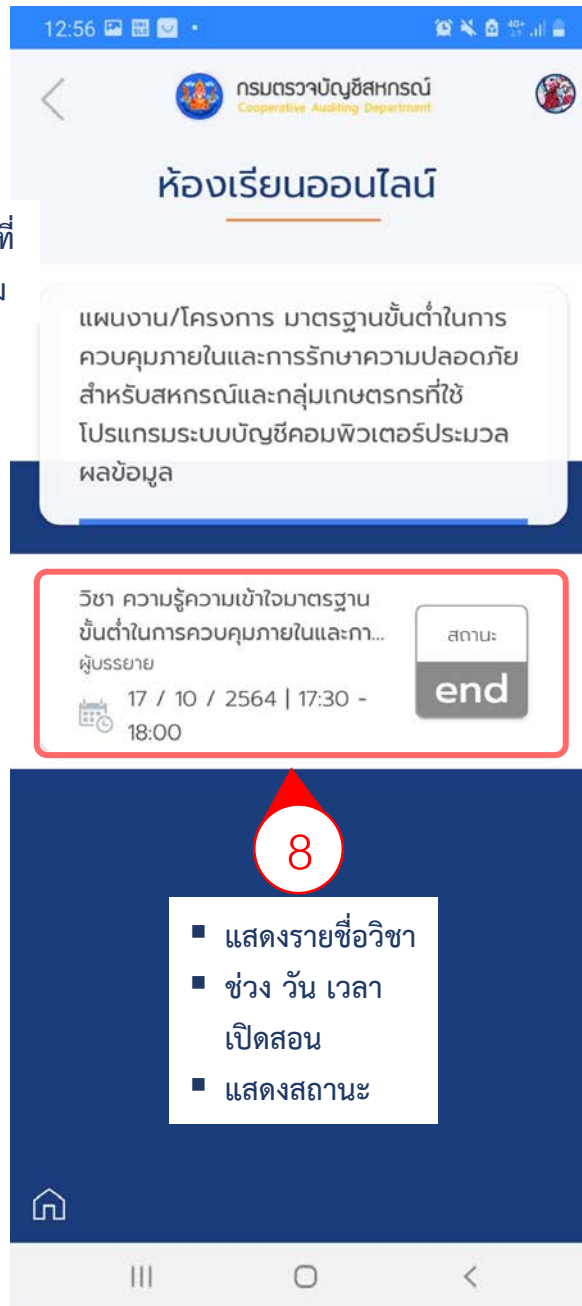 12:56
กรมตรวจบัญชีสหกรณ์
Cooperative Auditing Department
ห้องเรียนออนไลน์
ที่
แผนงาน/โครงการ มาตรฐานขั้นต่ำในการ
ควบคุมภายในและการรักษาความปลอดภัย
สำหรับสหกรณ์และกลุ่มเกษตรกรที่ใช้
โปรแกรมระบบบัญชีคอมพิวเตอร์ประมวล
ผลข้อมูล
วิชา ความรู้ความเข้าใจมาตรฐาน
ขั้นต่ำในการควบคุมภายในและกา...
ผู้บรรยาย
17 / 10 / 2564 | 17:30 -
18:00
สถานะ
end
8
▪ แสดงรายชื่อวิชา
▪ ช่วง วัน เวลา
เปิดสอน
▪ แสดงสถานะ